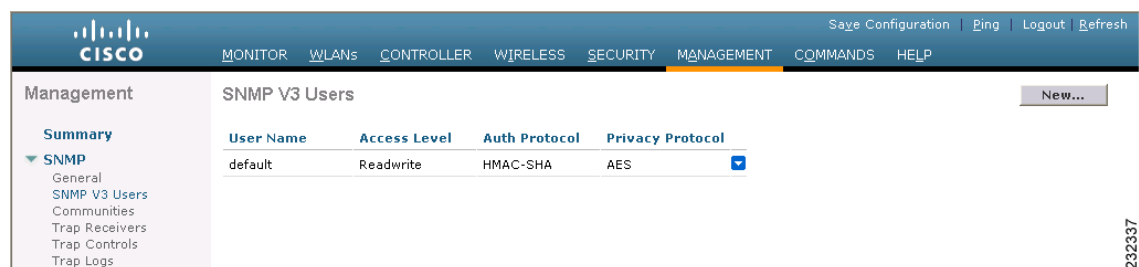 Save Configuration | Ping | Logout | Refresh
CISCO
MONITOR WLANs CONTROLLER WIRELESS SECURITY MANAGEMENT COMMANDS HELP
Management
SNMP V3 Users
New...
Summary
User Name Access Level Auth Protocol Privacy Protocol
SNMP
default Readwrite HMAC-SHA AES
General
SNMP V3 Users
Communities
Trap Receivers
Trap Controls
Trap Logs
232337